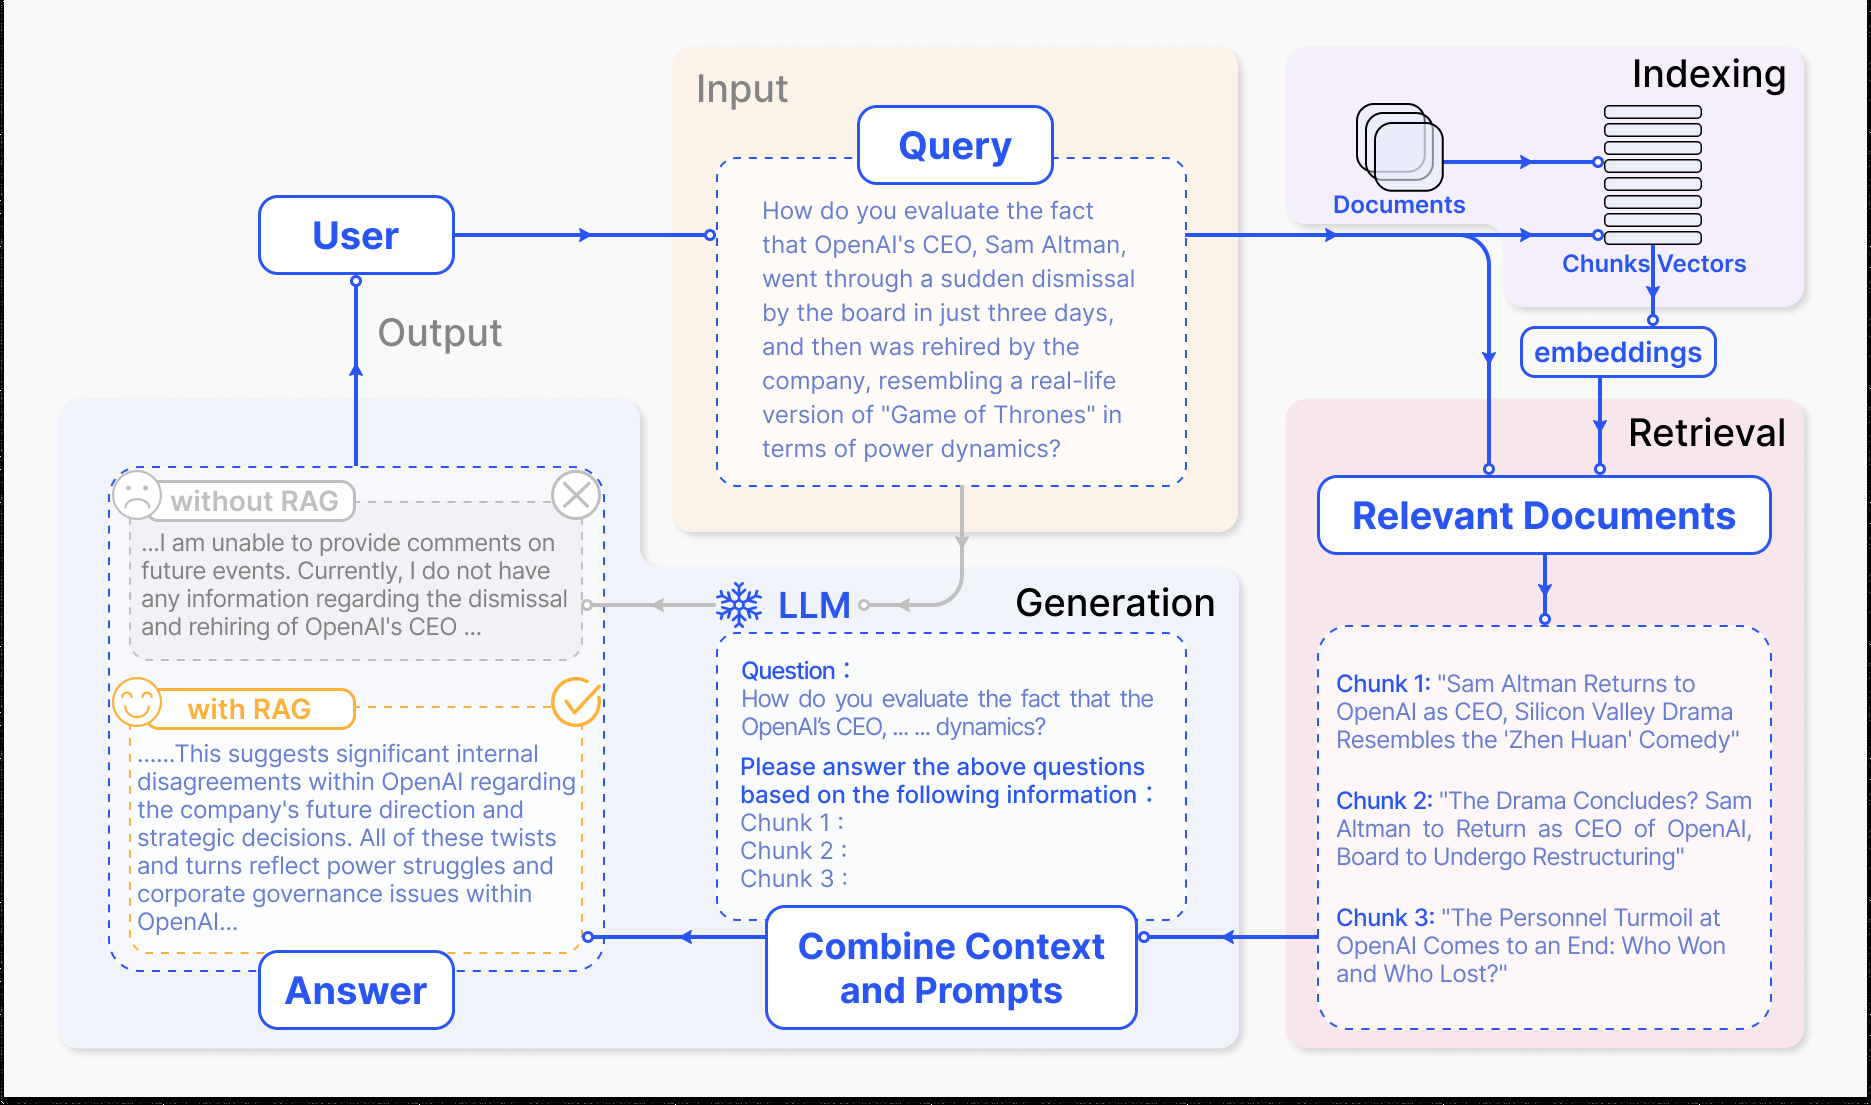 Input
Query
How do you evaluate the fact
that OpenAI's CEO, Sam Altman,
went through a sudden dismissal
by the board in just three days,
and then was rehired by the
company, resembling a real-life
version of "Game of Thrones" in
terms of power dynamics?
Indexing
Documents
Chunks Vectors
embeddings
User
Output
Retrieval
Relevant Documents
Chunk 1: "Sam Altman Returns to
OpenAI as CEO, Silicon Valley Drama
Resembles the 'Zhen Huan' Comedy"
Chunk 2: "The Drama Concludes? Sam
Altman to Return as CEO of OpenAI,
Board to Undergo Restructuring"
Chunk 3: "The Personnel Turmoil at
OpenAI Comes to an End: Who Won
and Who Lost?"
Generation
LLM
Question :
How do you evaluate the fact that the
OpenAI’s CEO, ... ... dynamics?
Please answer the above questions
based on the following information :
Chunk 1 :
Chunk 2 :
Chunk 3 :
Combine Context
and Prompts
without RAG
...I am unable to provide comments on
future events. Currently, I do not have
any information regarding the dismissal
and rehiring of OpenAI's CEO ...
with RAG
......This suggests significant internal
disagreements within OpenAI regarding
the company's future direction and
strategic decisions. All of these twists
and turns reflect power struggles and
corporate governance issues within
OpenAI...
Answer